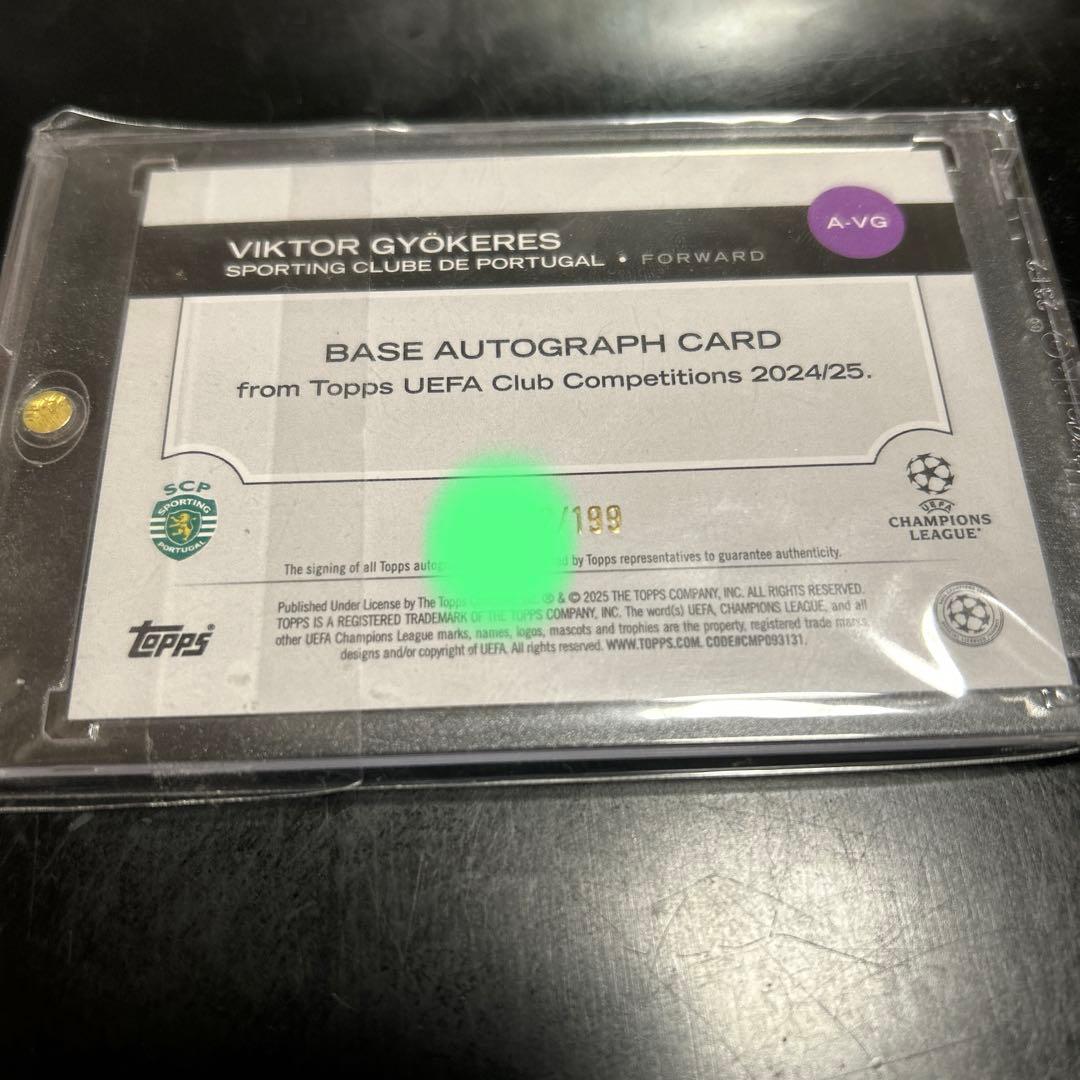 A-VG
VIKTOR GYÖKERES
SPORTING CLUBE DE PORTUGAL • FORWARD
BASE AUTOGRAPH CARD
from Topps UEFA Club Competitions 2024/25.
SCP
SPORTING
PORTUGAL
/199
UEFA
CHAMPIONS
LEAGUE®
The signing of all Topps by Topps representatives to guarantee authenticity.
topps®
Published Under License by The Topps ® & © 2025 THE TOPPS COMPANY, INC. ALL RIGHTS RESERVED.
TOPPS IS A REGISTERED TRADEMARK OF THE TOPPS COMPANY, INC. The word(s) UEFA, CHAMPIONS LEAGUE, and all
other UEFA Champions League marks, names, logos, mascots and trophies are the property, registered trade marks,
designs and/or copyright of UEFA. All rights reserved. WWW.TOPPS.COM. CODE#CMP093131.